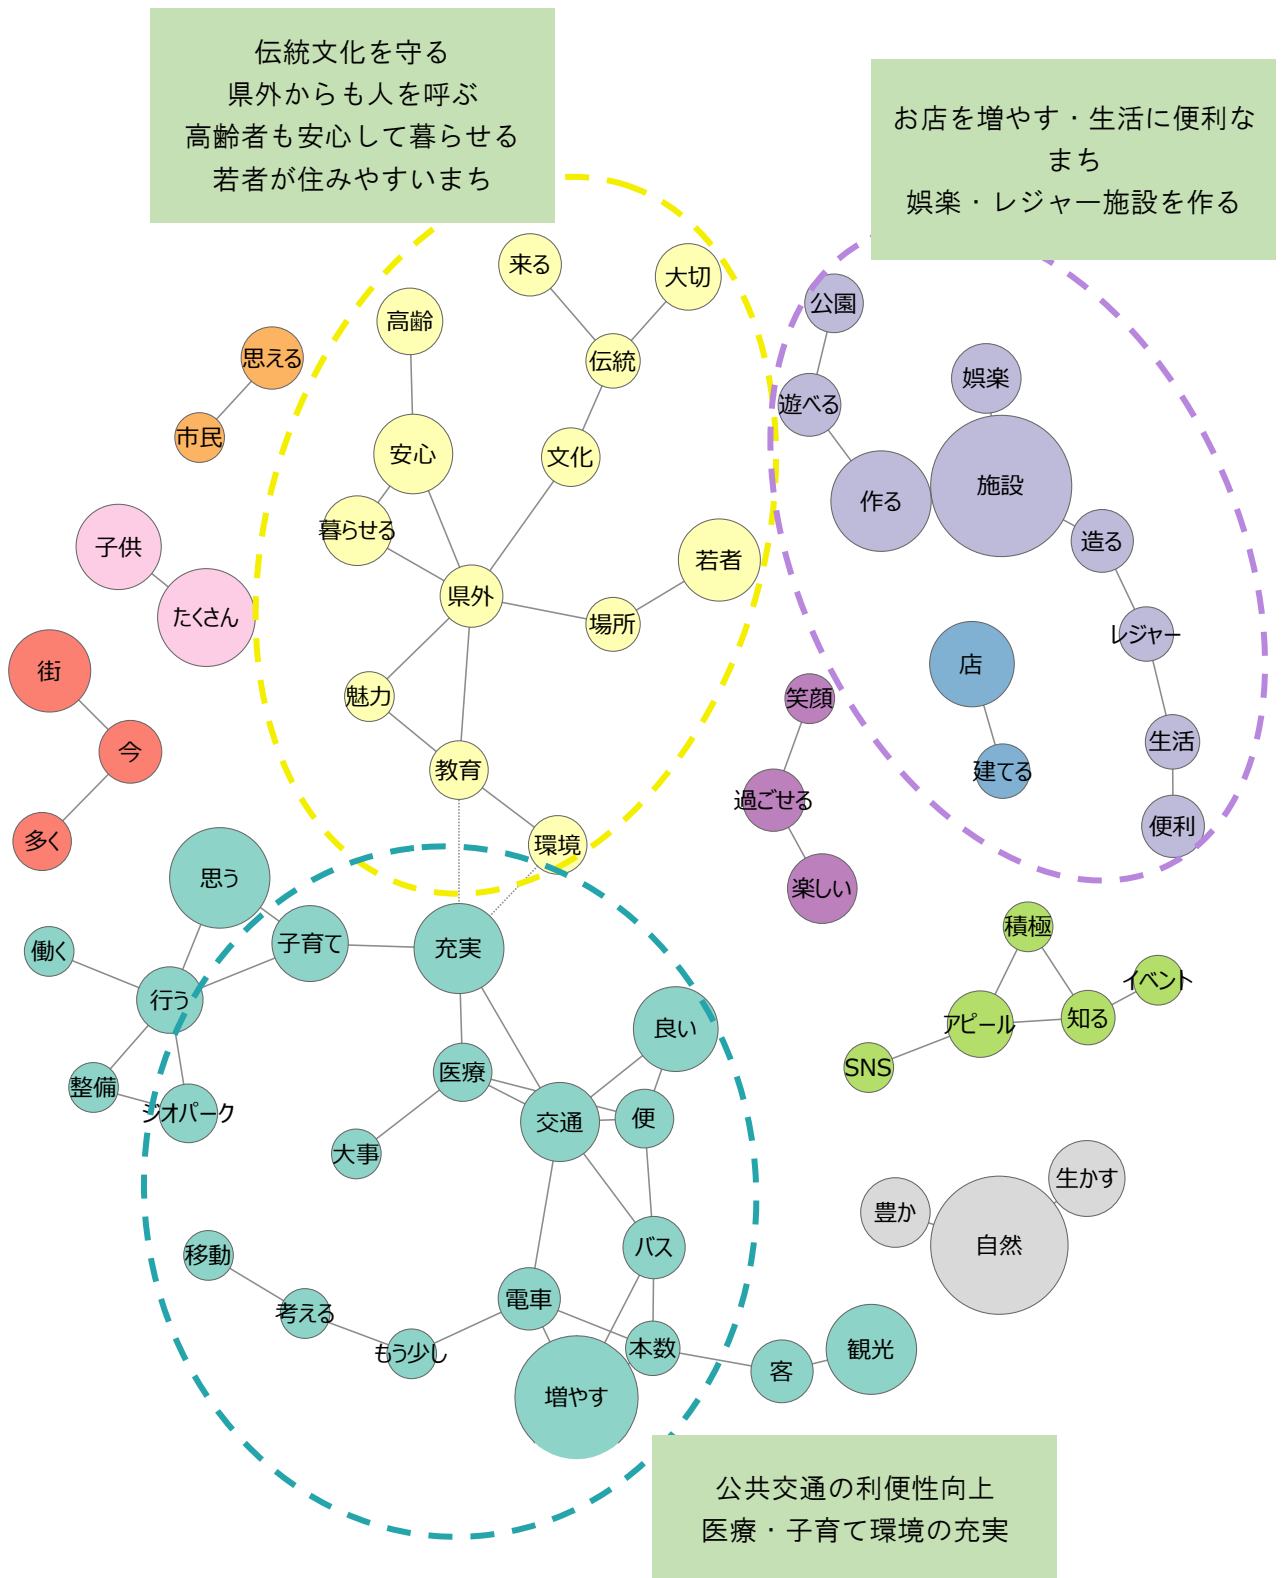 伝統文化を守る
県外からも人を呼ぶ
高齢者も安心して暮らせる
若者が住みやすいまち
お店を増やす・生活に便利な
まち
娯楽・レジャー施設を作る
来る
大切
高齢
伝統
思える
市民
安心
文化
暮らせる
若者
県外
場所
魅力
教育
環境
公園
娯楽
遊べる
施設
作る
造る
レジャー
店
生活
建てる
便利
子供
たくさん
街
今
多く
笑顔
過ごせる
楽しい
思う
働く
子育て
充実
行う
良い
整備
ジオパーク
医療
交通
便
大事
移動
バス
考える
電車
もう少し
本数
増やす
客
観光
積極
イベント
アピール
知る
SNS
生かす
豊か
自然
公共交通の利便性向上
医療・子育て環境の充実